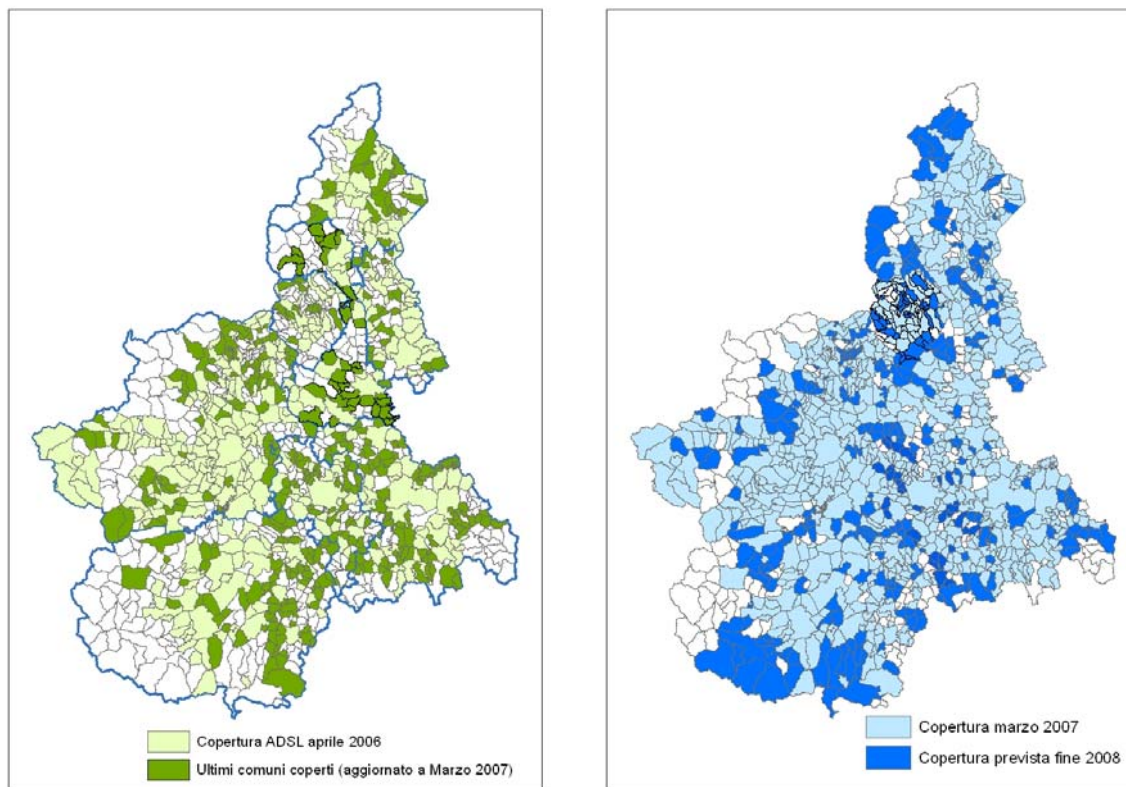 Copertura ADSL aprile 2006
Ultimi comuni coperti (aggiornato a Marzo 2007)
Copertura marzo 2007
Copertura prevista fine 2008